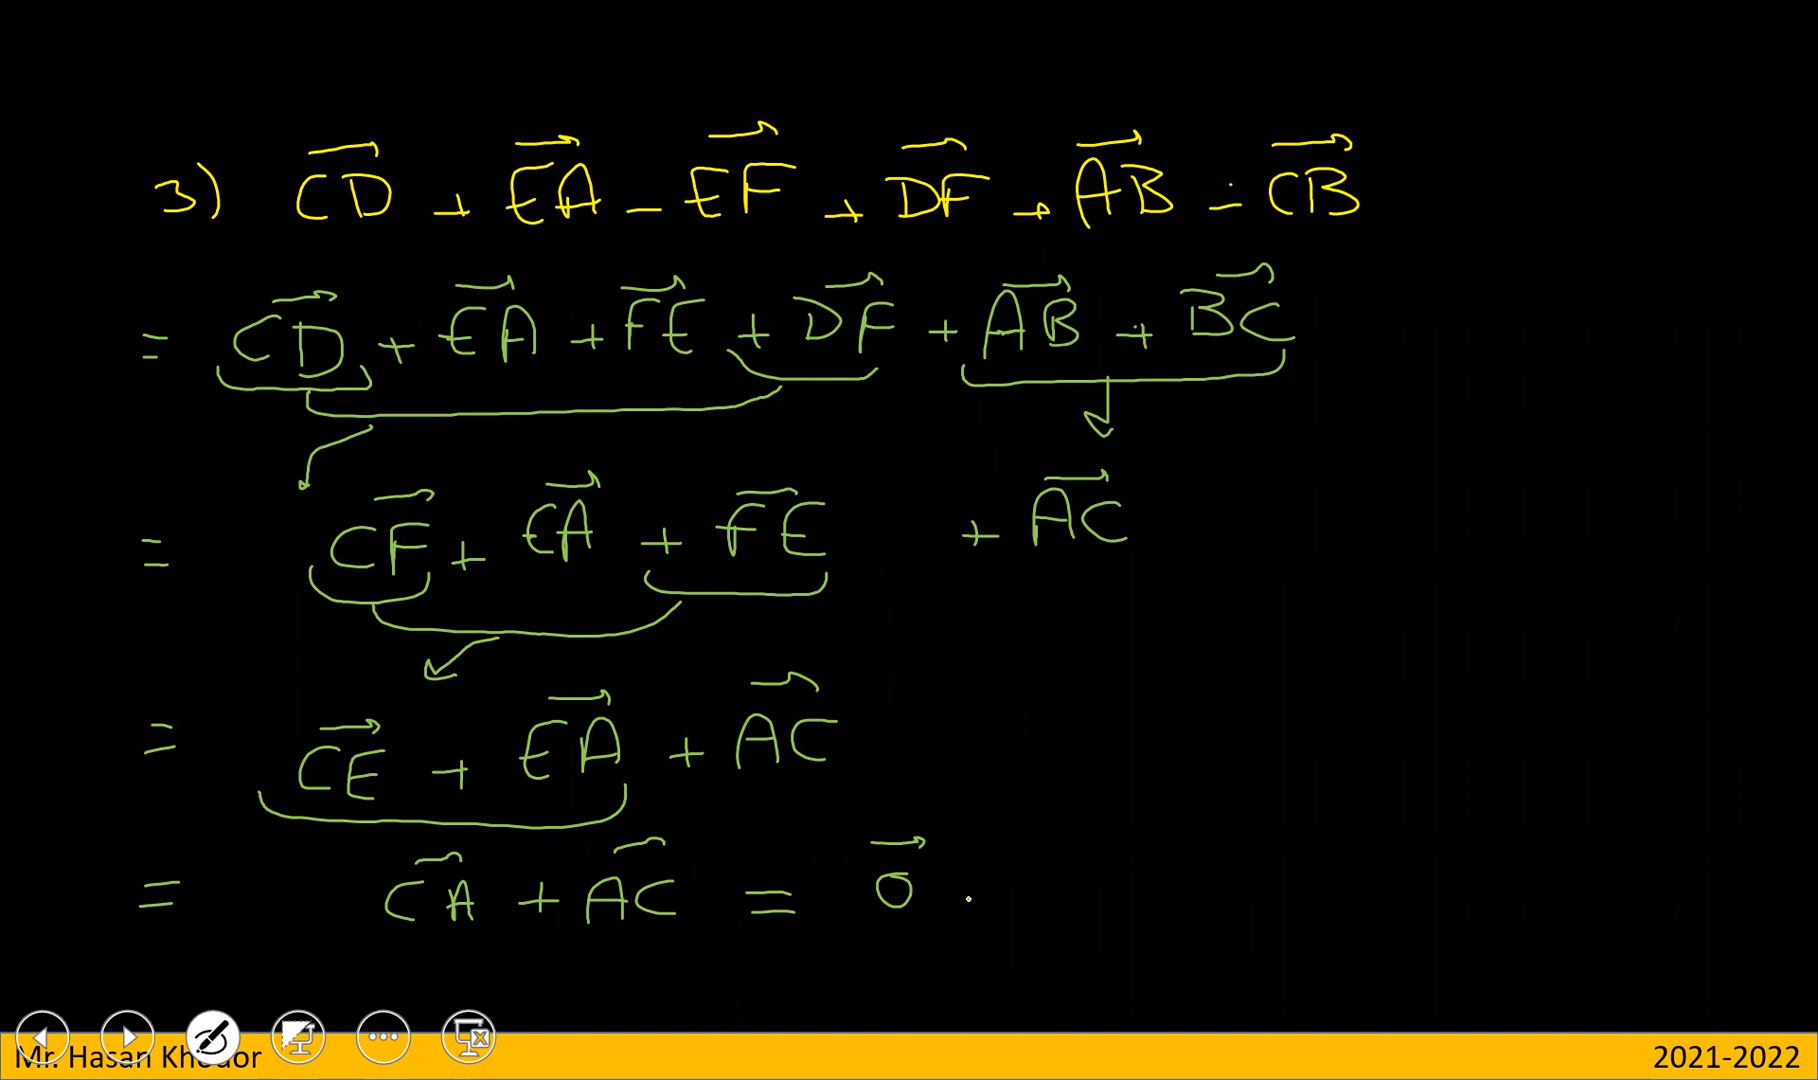 3) CD + EA - EF + DF + AB - CB
= CD + EA + FE + DF + AB + BC
= CF + EA + FE + AC
= CE + EA + AC
= CA + AC = 0 .
Mr. Hasan Khodor 2021-2022